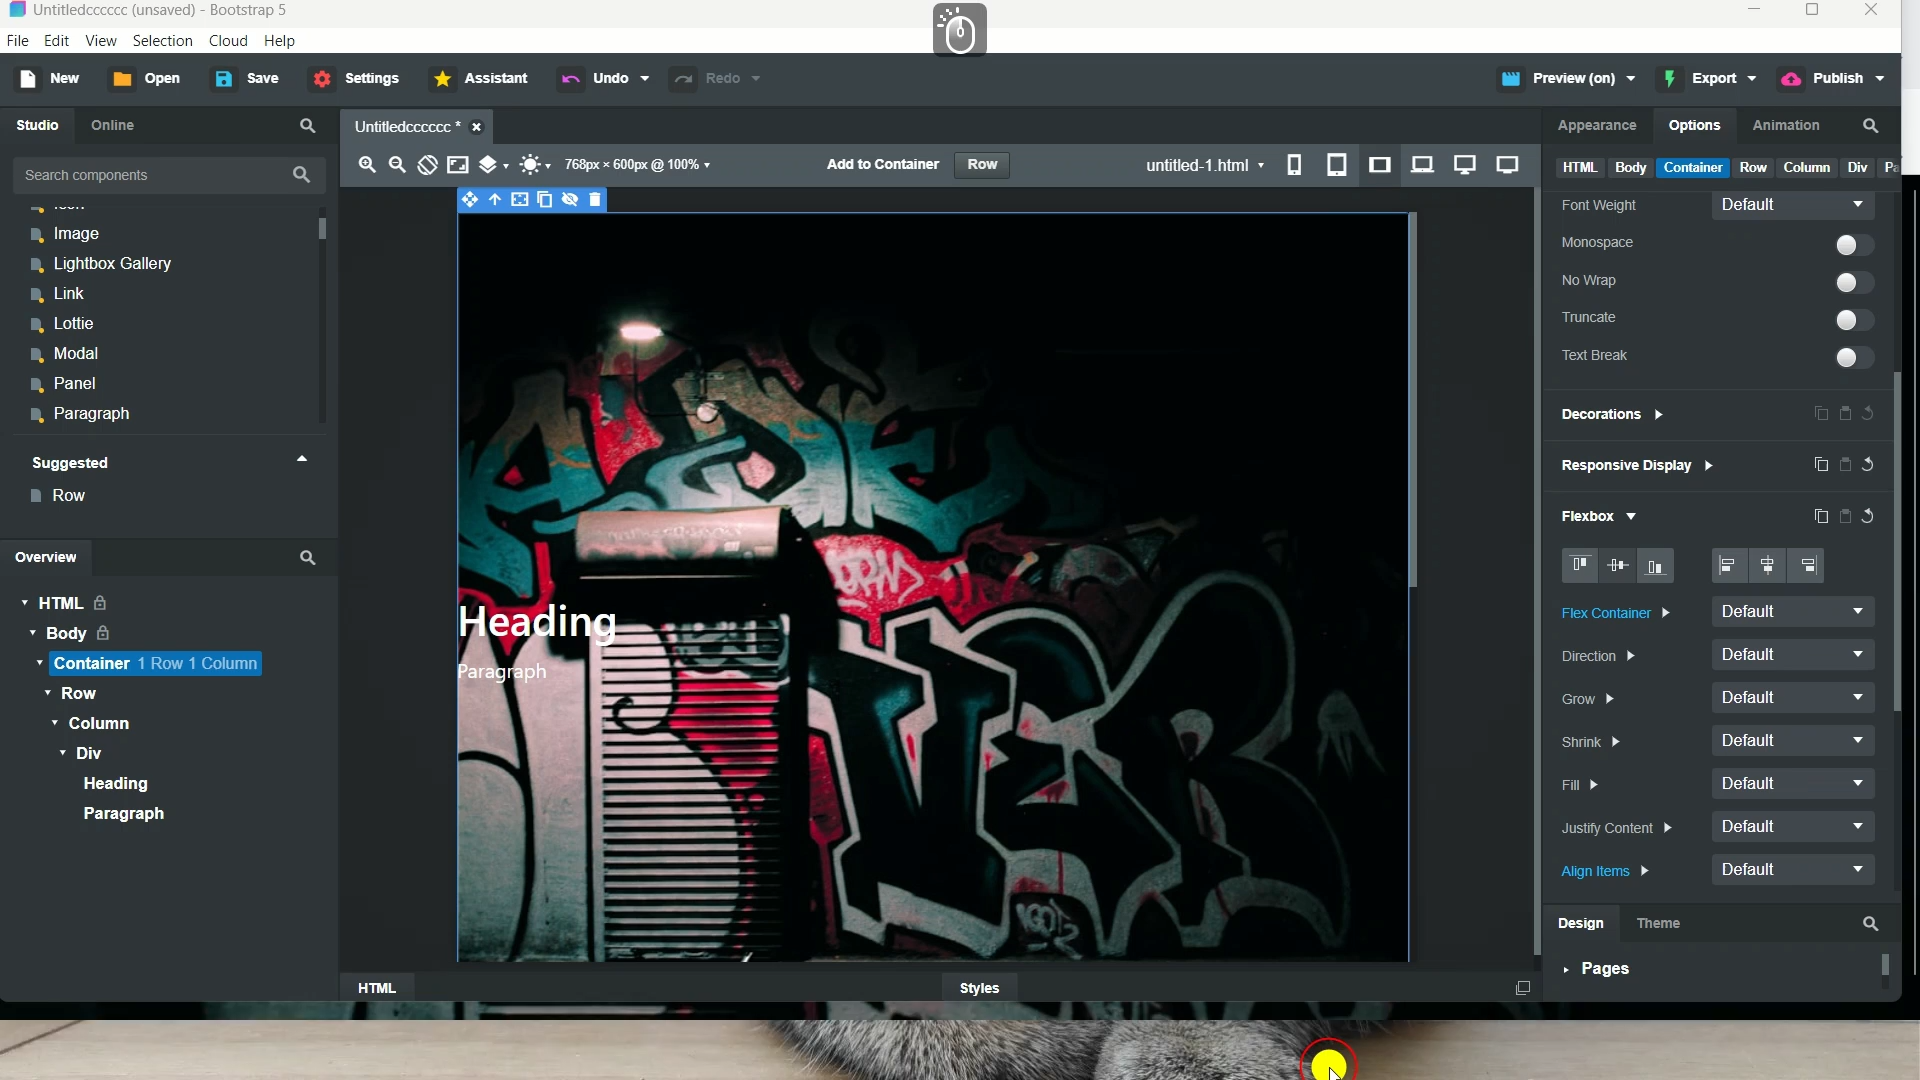 Untitledcccccc (unsaved) - Bootstrap 5
File Edit View Selection Cloud Help
New Open Save Settings Assistant Undo Redo Preview (on) Export Publish
Studio Online
Untitledcccccc *
Appearance Options Animation
Search components
768px × 600px @ 100%
Add to Container Row
untitled-1.html
HTML Body Container Row Column Div
Image
Lightbox Gallery
Link
Lottie
Modal
Panel
Paragraph
Suggested
Row
Overview
HTML
Body
Container 1 Row 1 Column
Row
Column
Div
Heading
Paragraph
Heading
Paragraph
HTML
Styles
Font Weight Default
Monospace
No Wrap
Truncate
Text Break
Decorations
Responsive Display
Flexbox
Flex Container Default
Direction Default
Grow Default
Shrink Default
Fill Default
Justify Content Default
Align Items Default
Design Theme
Pages